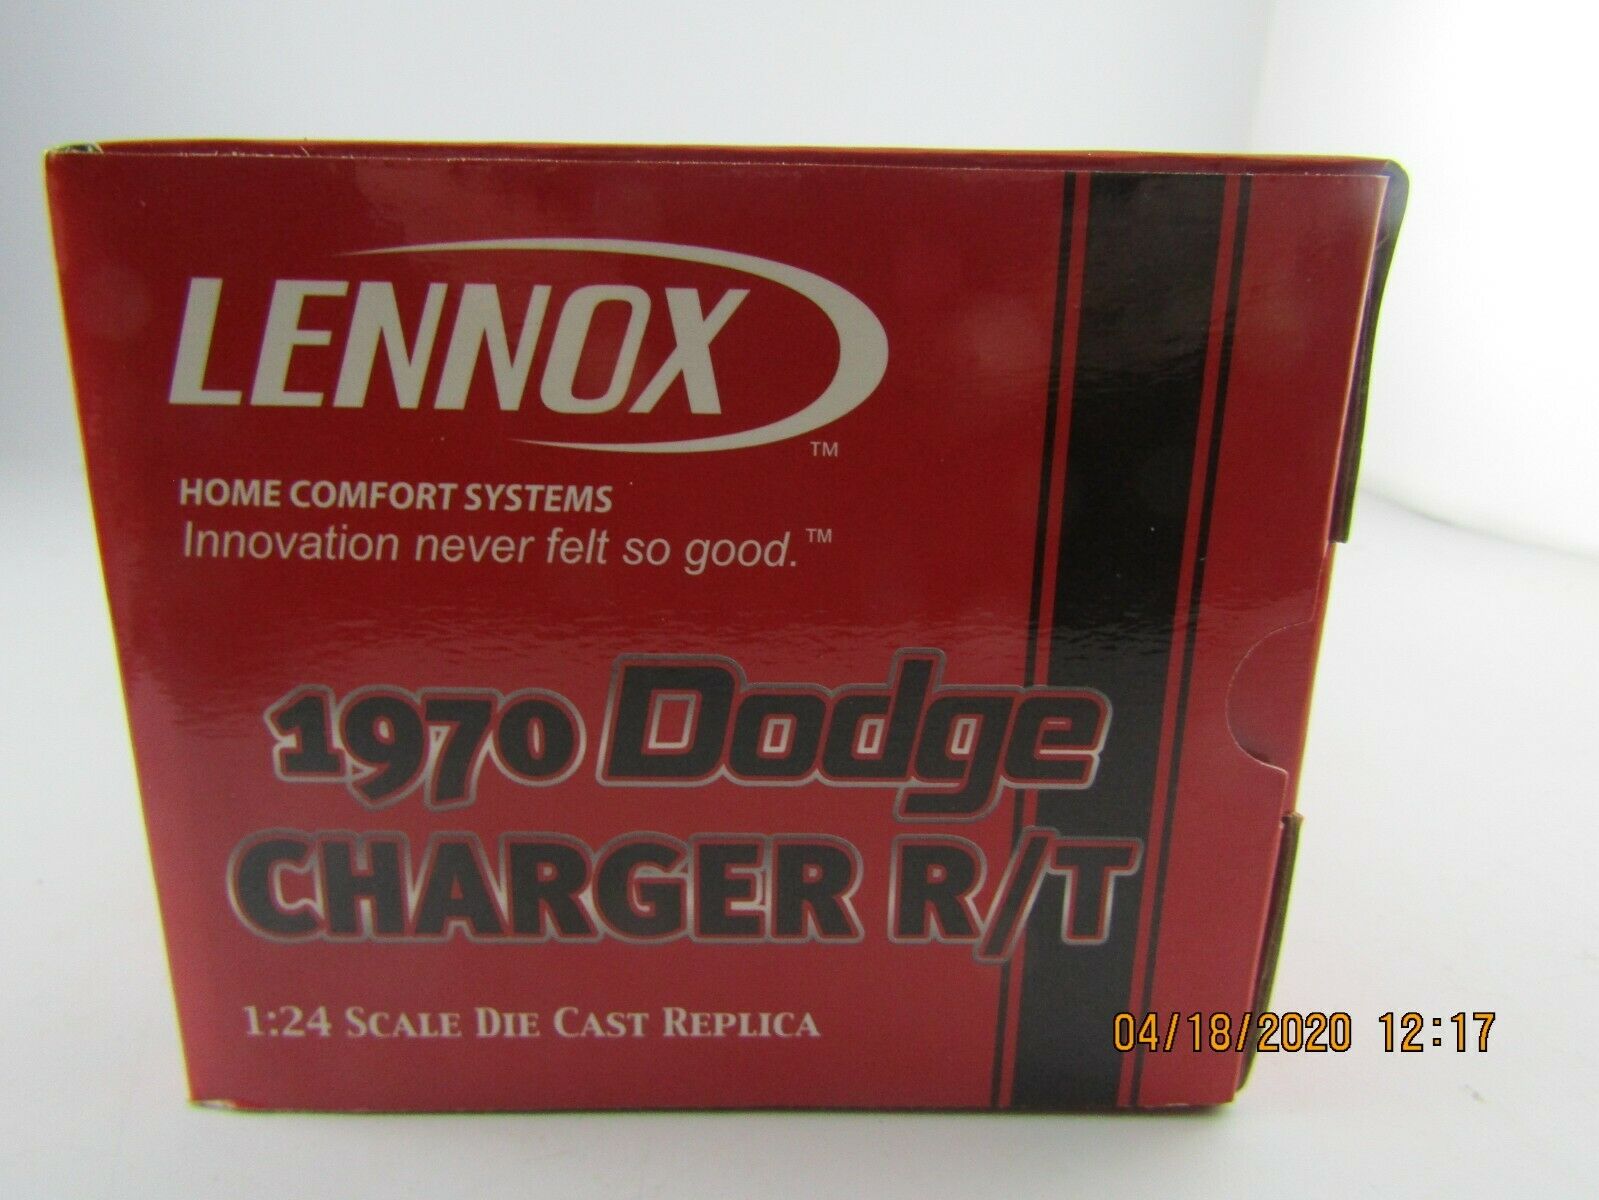 LENNOX
TM
HOME COMFORT SYSTEMS
Innovation never felt so good.™
1970 Dodge
CHARGER R/T
1:24 SCALE DIE CAST REPLICA
04/18/2020 12:17